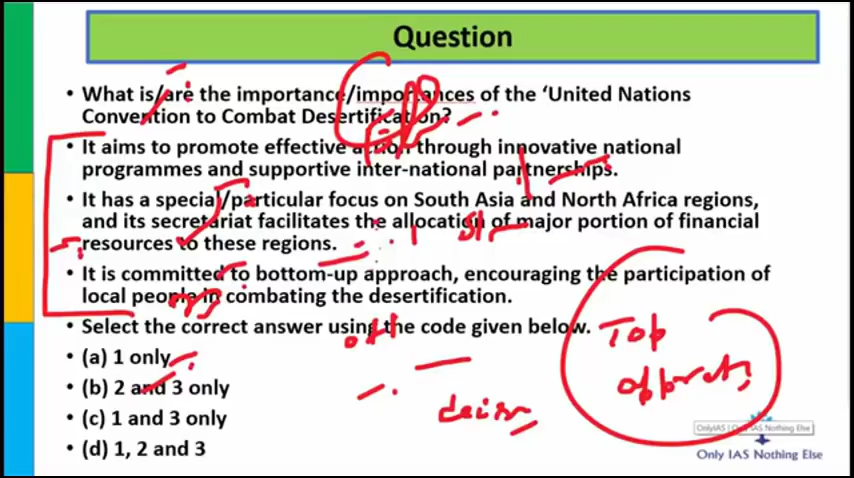 Question
• What is/are the importance/importances of the ‘United Nations
Convention to Combat Desertification?
• It aims to promote effective action through innovative national
programmes and supportive inter-national partnerships.
• It has a special/particular focus on South Asia and North Africa regions,
and its secretariat facilitates the allocation of major portion of financial
resources to these regions.
• It is committed to bottom-up approach, encouraging the participation of
local people in combating the desertification.
• Select the correct answer using the code given below.
Top
• (a) 1 only
• (b) 2 and 3 only
• (c) 1 and 3 only
OnlyIAS | Only IAS Nothing Else
• (d) 1, 2 and 3
Only IAS Nothing Else